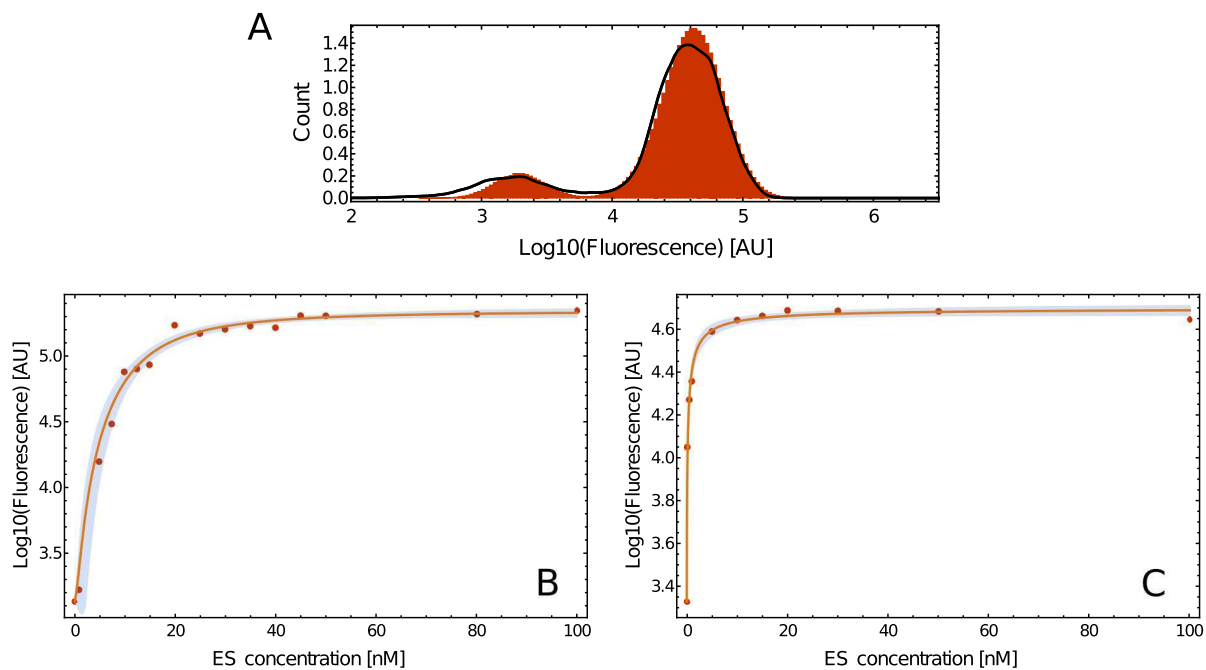 A
1.4
1.2
1.0
0.8
0.6
0.4
0.2
0.0
Count
2 3 4 5 6
Log10(Fluorescence) [AU]
5.0
4.5
4.0
3.5
Log10(Fluorescence) [AU]
B
0 20 40 60 80 100
ES concentration [nM]
4.6
4.4
4.2
4.0
3.8
3.6
3.4
Log10(Fluorescence) [AU]
C
0 20 40 60 80 100
ES concentration [nM]